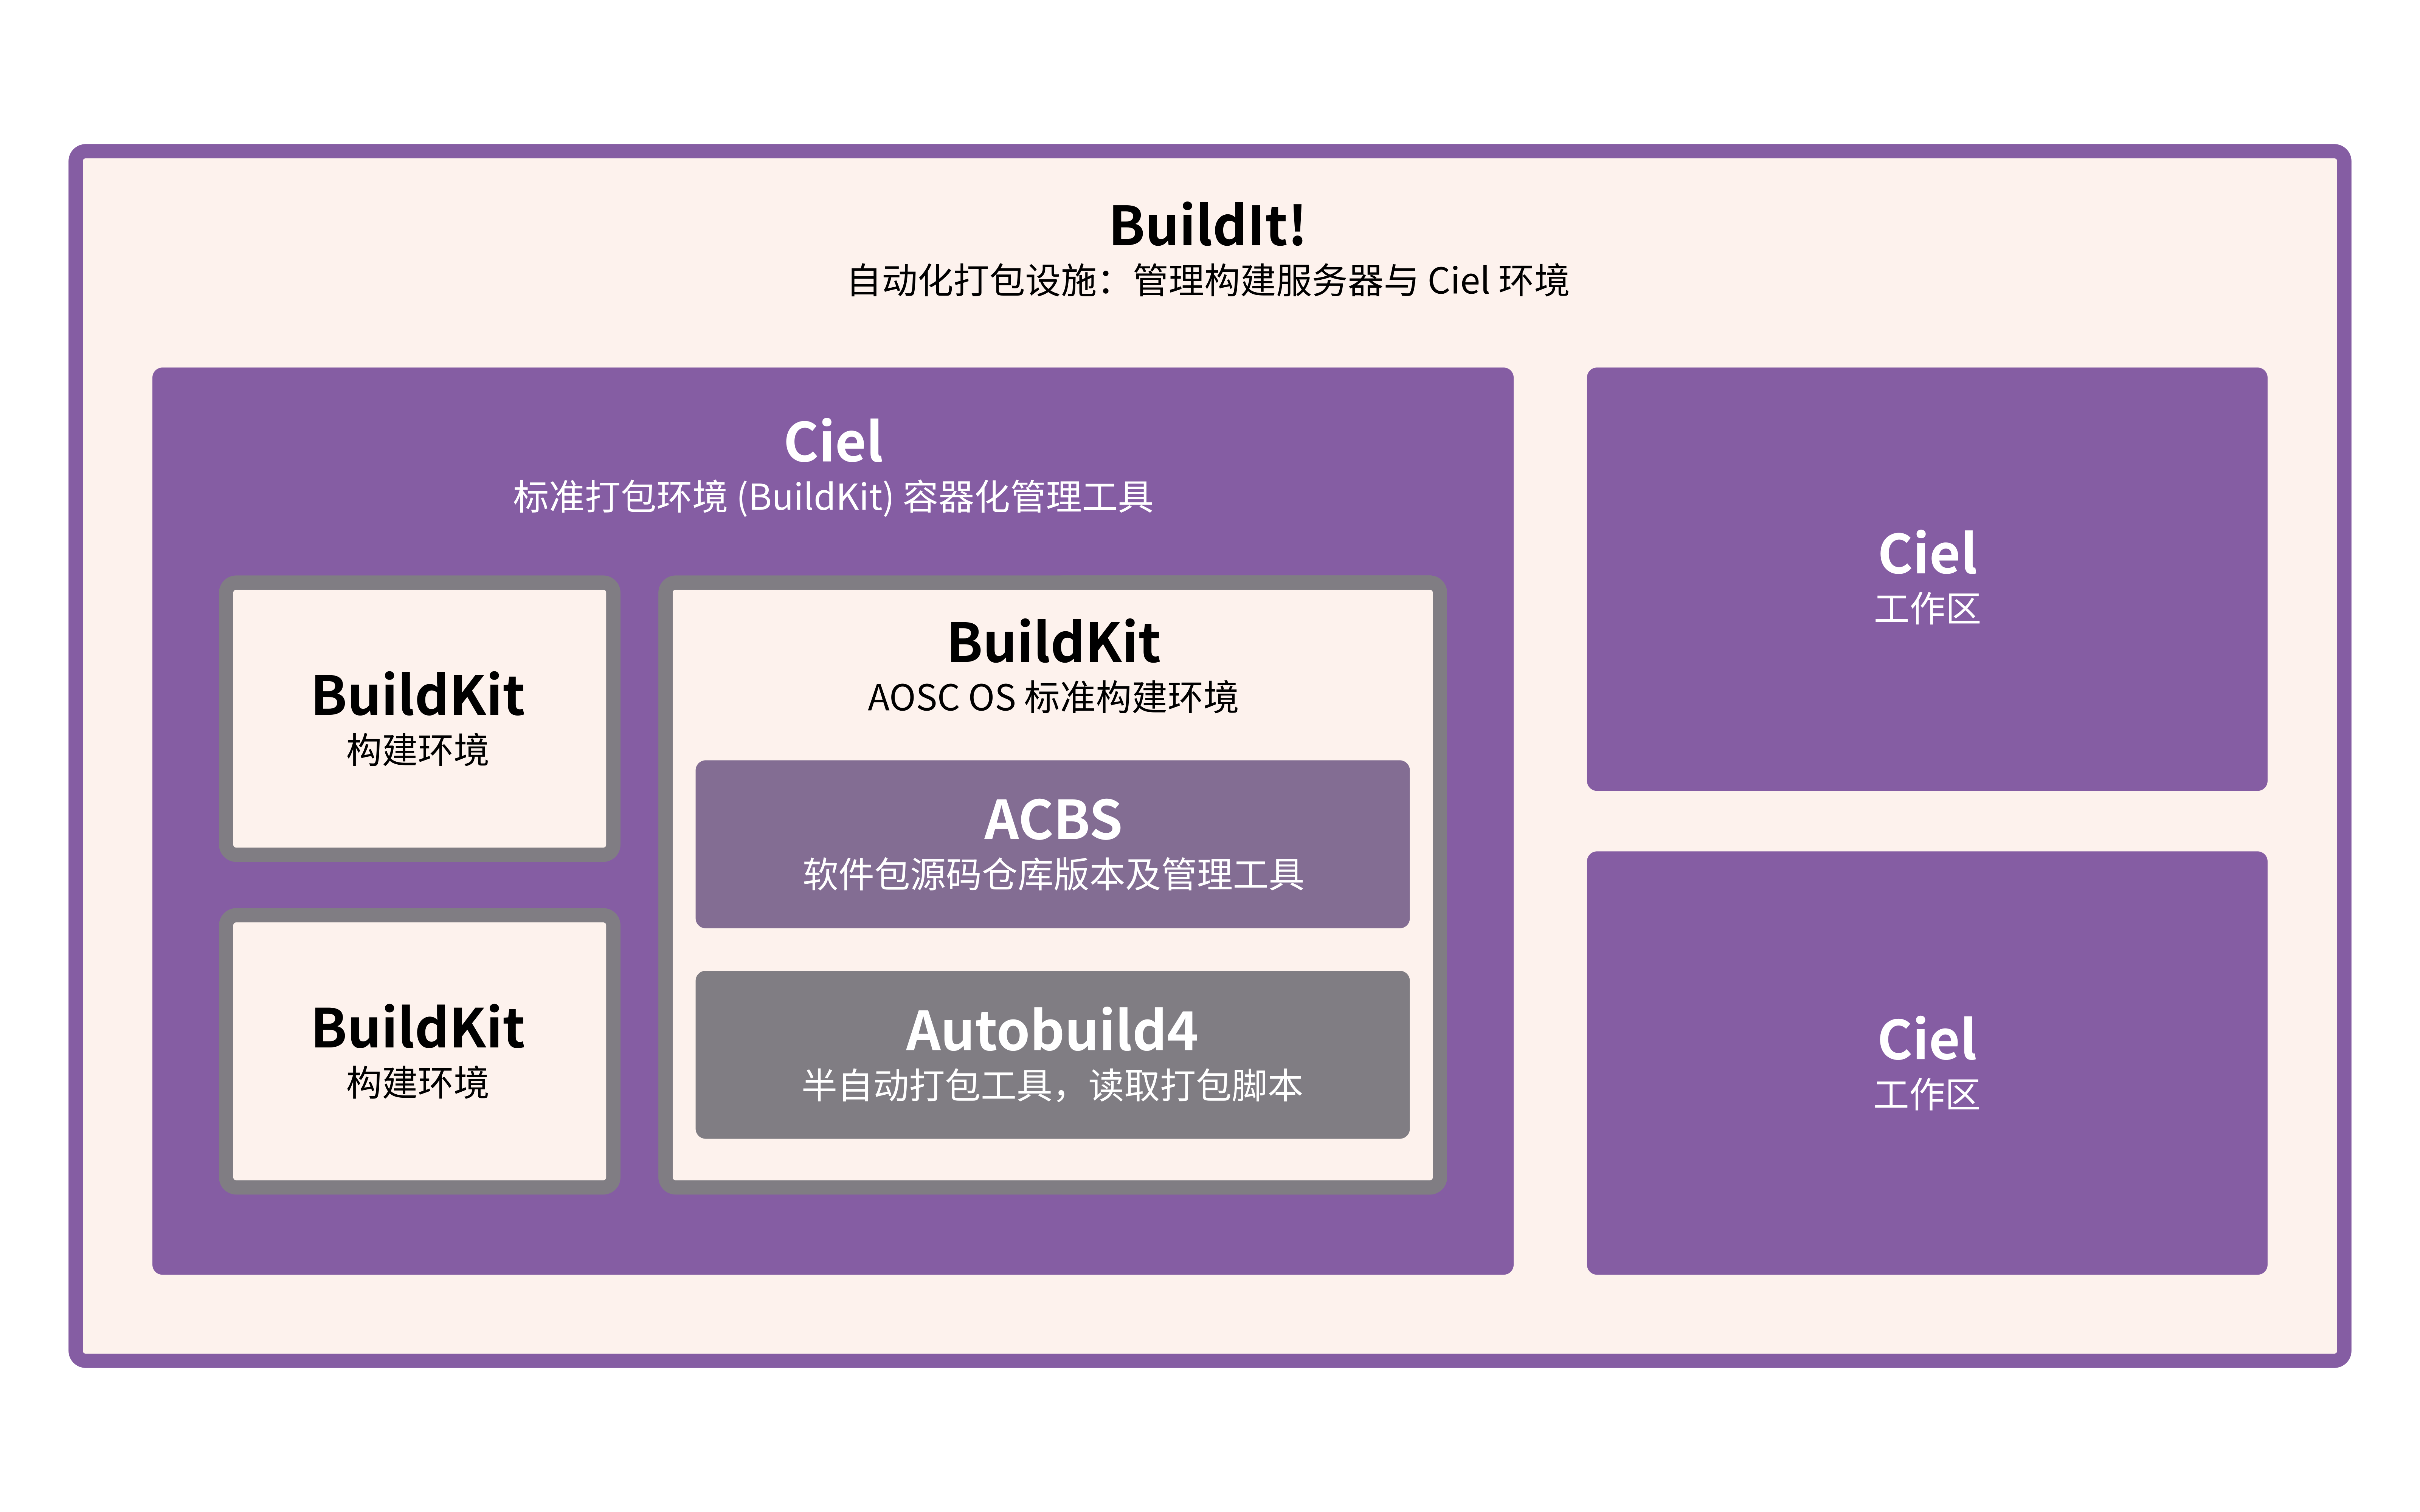 BuildIt!
自动化打包设施：管理构建服务器与 Ciel 环境
Ciel
标准打包环境 (BuildKit) 容器化管理工具
BuildKit
构建环境
BuildKit
构建环境
BuildKit
AOSC OS 标准构建环境
ACBS
软件包源码仓库版本及管理工具
Autobuild4
半自动打包工具，读取打包脚本
Ciel
工作区
Ciel
工作区